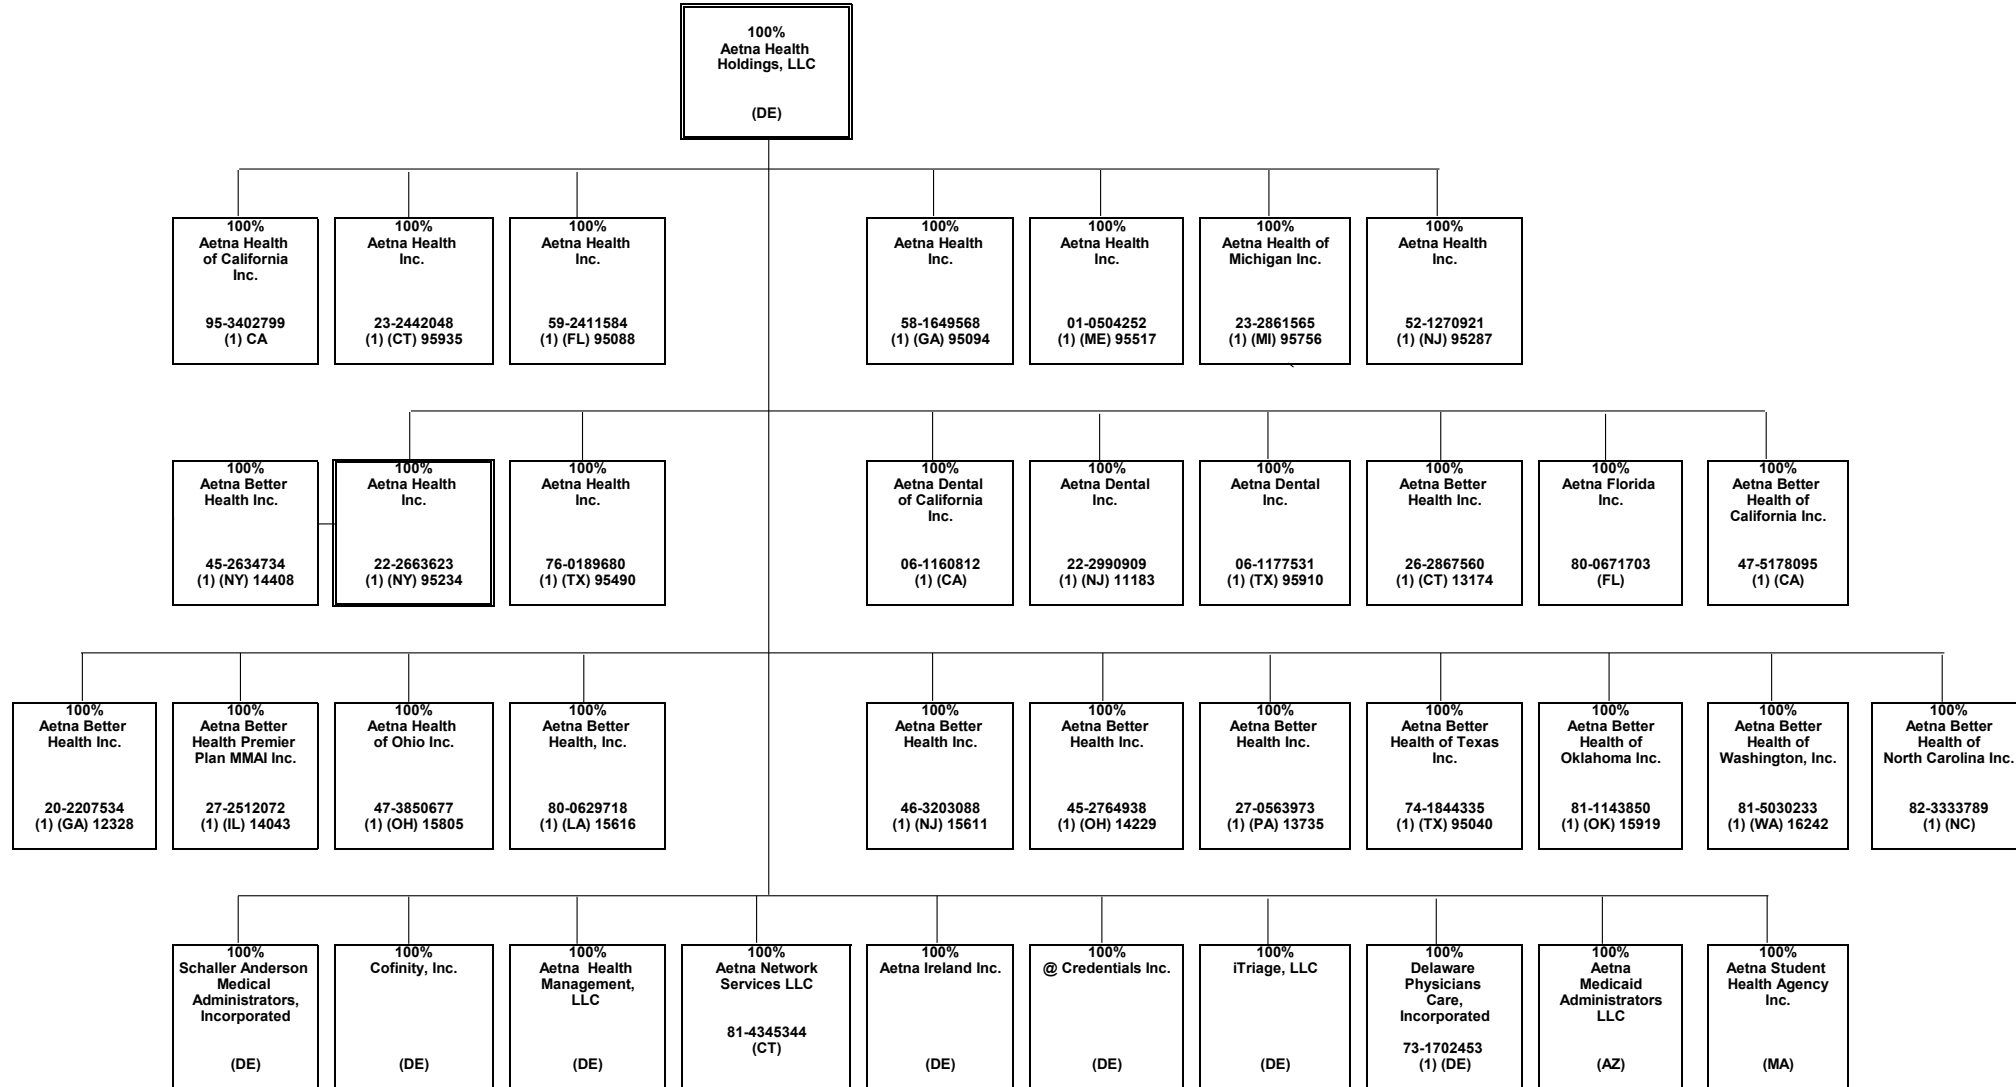 100%
Aetna Health
Holdings, LLC
(DE)
100%
Aetna Health
of California
Inc.
95-3402799
(1) CA
100%
Aetna Health
Inc.
23-2442048
(1) (CT) 95935
100%
Aetna Health
Inc.
59-2411584
(1) (FL) 95088
100%
Aetna Health
Inc.
58-1649568
(1) (GA) 95094
100%
Aetna Health
Inc.
01-0504252
(1) (ME) 95517
100%
Aetna Health of
Michigan Inc.
23-2861565
(1) (MI) 95756
100%
Aetna Health
Inc.
52-1270921
(1) (NJ) 95287
100%
Aetna Better
Health Inc.
45-2634734
(1) (NY) 14408
100%
Aetna Health
Inc.
22-2663623
(1) (NY) 95234
100%
Aetna Health
Inc.
76-0189680
(1) (TX) 95490
100%
Aetna Dental
of California
Inc.
06-1160812
(1) (CA)
100%
Aetna Dental
Inc.
22-2990909
(1) (NJ) 11183
100%
Aetna Dental
Inc.
06-1177531
(1) (TX) 95910
100%
Aetna Better
Health Inc.
26-2867560
(1) (CT) 13174
100%
Aetna Florida
Inc.
80-0671703
(FL)
100%
Aetna Better
Health of
California Inc.
47-5178095
(1) (CA)
100%
Aetna Better
Health Inc.
20-2207534
(1) (GA) 12328
100%
Aetna Better
Health Premier
Plan MMAI Inc.
27-2512072
(1) (IL) 14043
100%
Aetna Health
of Ohio Inc.
47-3850677
(1) (OH) 15805
100%
Aetna Better
Health, Inc.
80-0629718
(1) (LA) 15616
100%
Aetna Better
Health Inc.
46-3203088
(1) (NJ) 15611
100%
Aetna Better
Health Inc.
45-2764938
(1) (OH) 14229
100%
Aetna Better
Health Inc.
27-0563973
(1) (PA) 13735
100%
Aetna Better
Health of Texas
Inc.
74-1844335
(1) (TX) 95040
100%
Aetna Better
Health of
Oklahoma Inc.
81-1143850
(1) (OK) 15919
100%
Aetna Better
Health of
Washington, Inc.
81-5030233
(1) (WA) 16242
100%
Aetna Better
Health of
North Carolina Inc.
82-3333789
(1) (NC)
100%
Schaller Anderson
Medical
Administrators,
Incorporated
(DE)
100%
Cofinity, Inc.
(DE)
100%
Aetna Health
Management,
LLC
(DE)
100%
Aetna Network
Services LLC
81-4345344
(CT)
100%
Aetna Ireland Inc.
(DE)
100%
@ Credentials Inc.
(DE)
100%
iTriage, LLC
(DE)
100%
Delaware
Physicians
Care,
Incorporated
73-1702453
(1) (DE)
100%
Aetna
Medicaid
Administrators
LLC
(AZ)
100%
Aetna Student
Health Agency
Inc.
(MA)